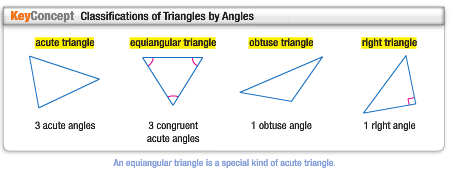 KeyConcept Classifications of Triangles by Angles
acute triangle equiangular triangle obtuse triangle right triangle
3 acute angles 3 congruent 1 obtuse angle 1 right angle
acute angles
An equiangular triangle is a special kind of acute triangle.